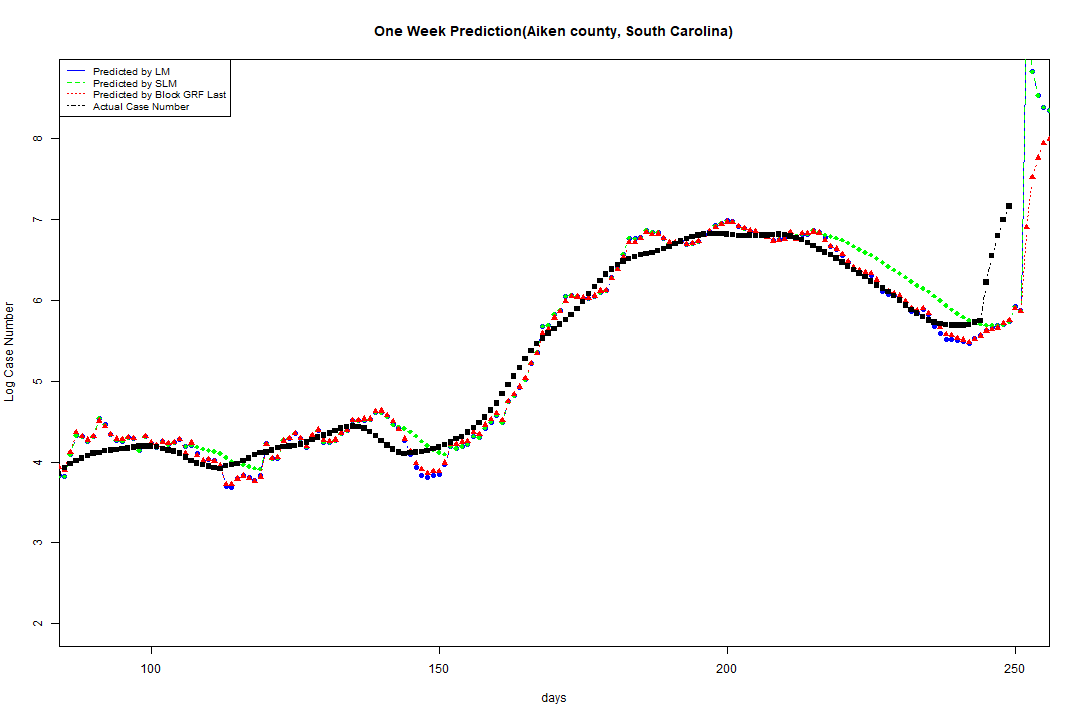 One Week Prediction(Aiken county, South Carolina)
Predicted by LM
Predicted by SLM
Predicted by Block GRF Last
Actual Case Number
8
7
6
5
4
3
2
Log Case Number
100 150 200 250
days